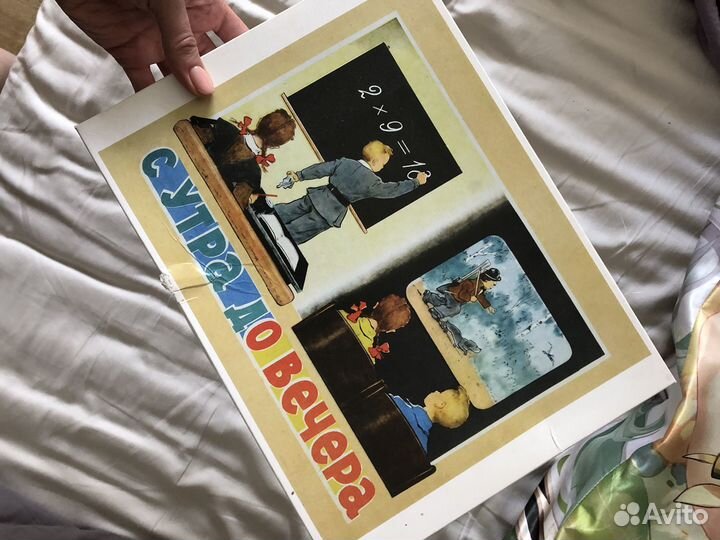 С УТРА ДО ВЕЧЕРА
2 × 9 = 18
Avito